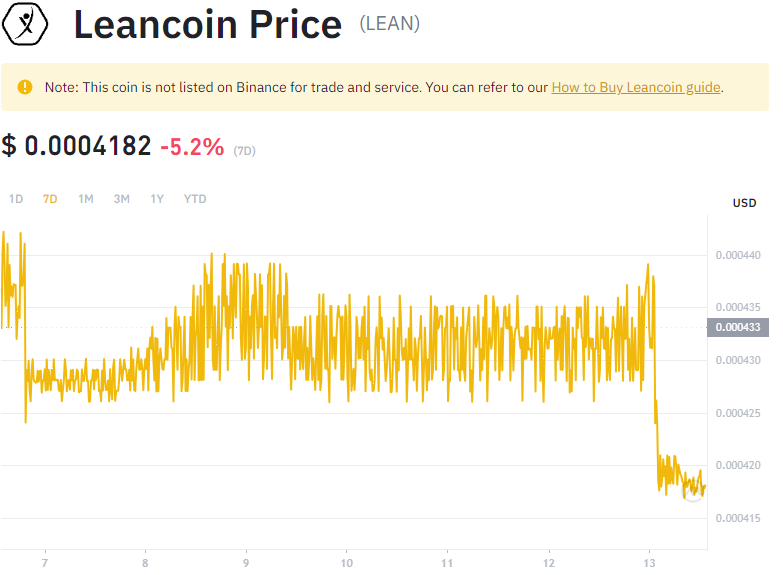 Leancoin Price (LEAN)
Note: This coin is not listed on Binance for trade and service. You can refer to our How to Buy Leancoin guide.
$ 0.0004182 -5.2% (7D)
1D 7D 1M 3M 1Y YTD
USD
0.000440
0.000435
0.000433
0.000430
0.000425
0.000420
0.000415
7 8 9 10 11 12 13